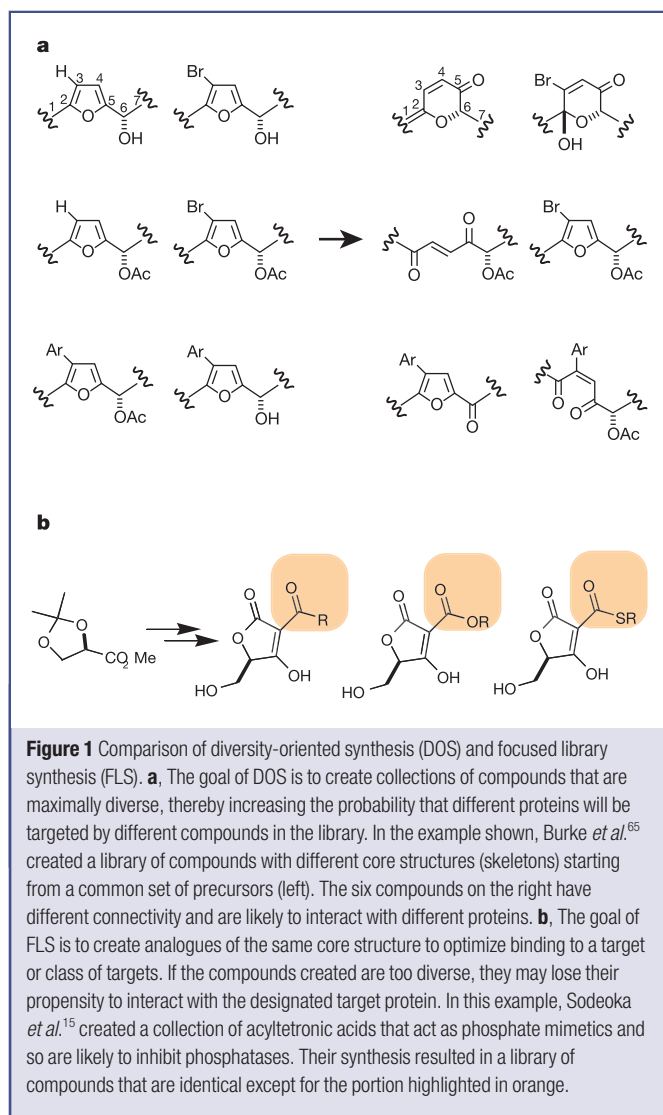 a
H 3 4 5 7 1 2 O 6 OH
Br O OH
4 3 5 O 1 2 O 6 7
Br O O OH
H O OAc
Br O OAc
O O OAc
Br O OAc
Ar O OAc
Ar O OH
Ar O O
Ar O O OAc
b
O O CO2 Me
O O O R HO OH
O O O OR HO OH
O O O SR HO OH
Figure 1 Comparison of diversity-oriented synthesis (DOS) and focused library
synthesis (FLS). a, The goal of DOS is to create collections of compounds that are
maximally diverse, thereby increasing the probability that different proteins will be
targeted by different compounds in the library. In the example shown, Burke et al.65
created a library of compounds with different core structures (skeletons) starting
from a common set of precursors (left). The six compounds on the right have
different connectivity and are likely to interact with different proteins. b, The goal of
FLS is to create analogues of the same core structure to optimize binding to a target
or class of targets. If the compounds created are too diverse, they may lose their
propensity to interact with the designated target protein. In this example, Sodeoka
et al.15 created a collection of acyltetronic acids that act as phosphate mimetics and
so are likely to inhibit phosphatases. Their synthesis resulted in a library of
compounds that are identical except for the portion highlighted in orange.